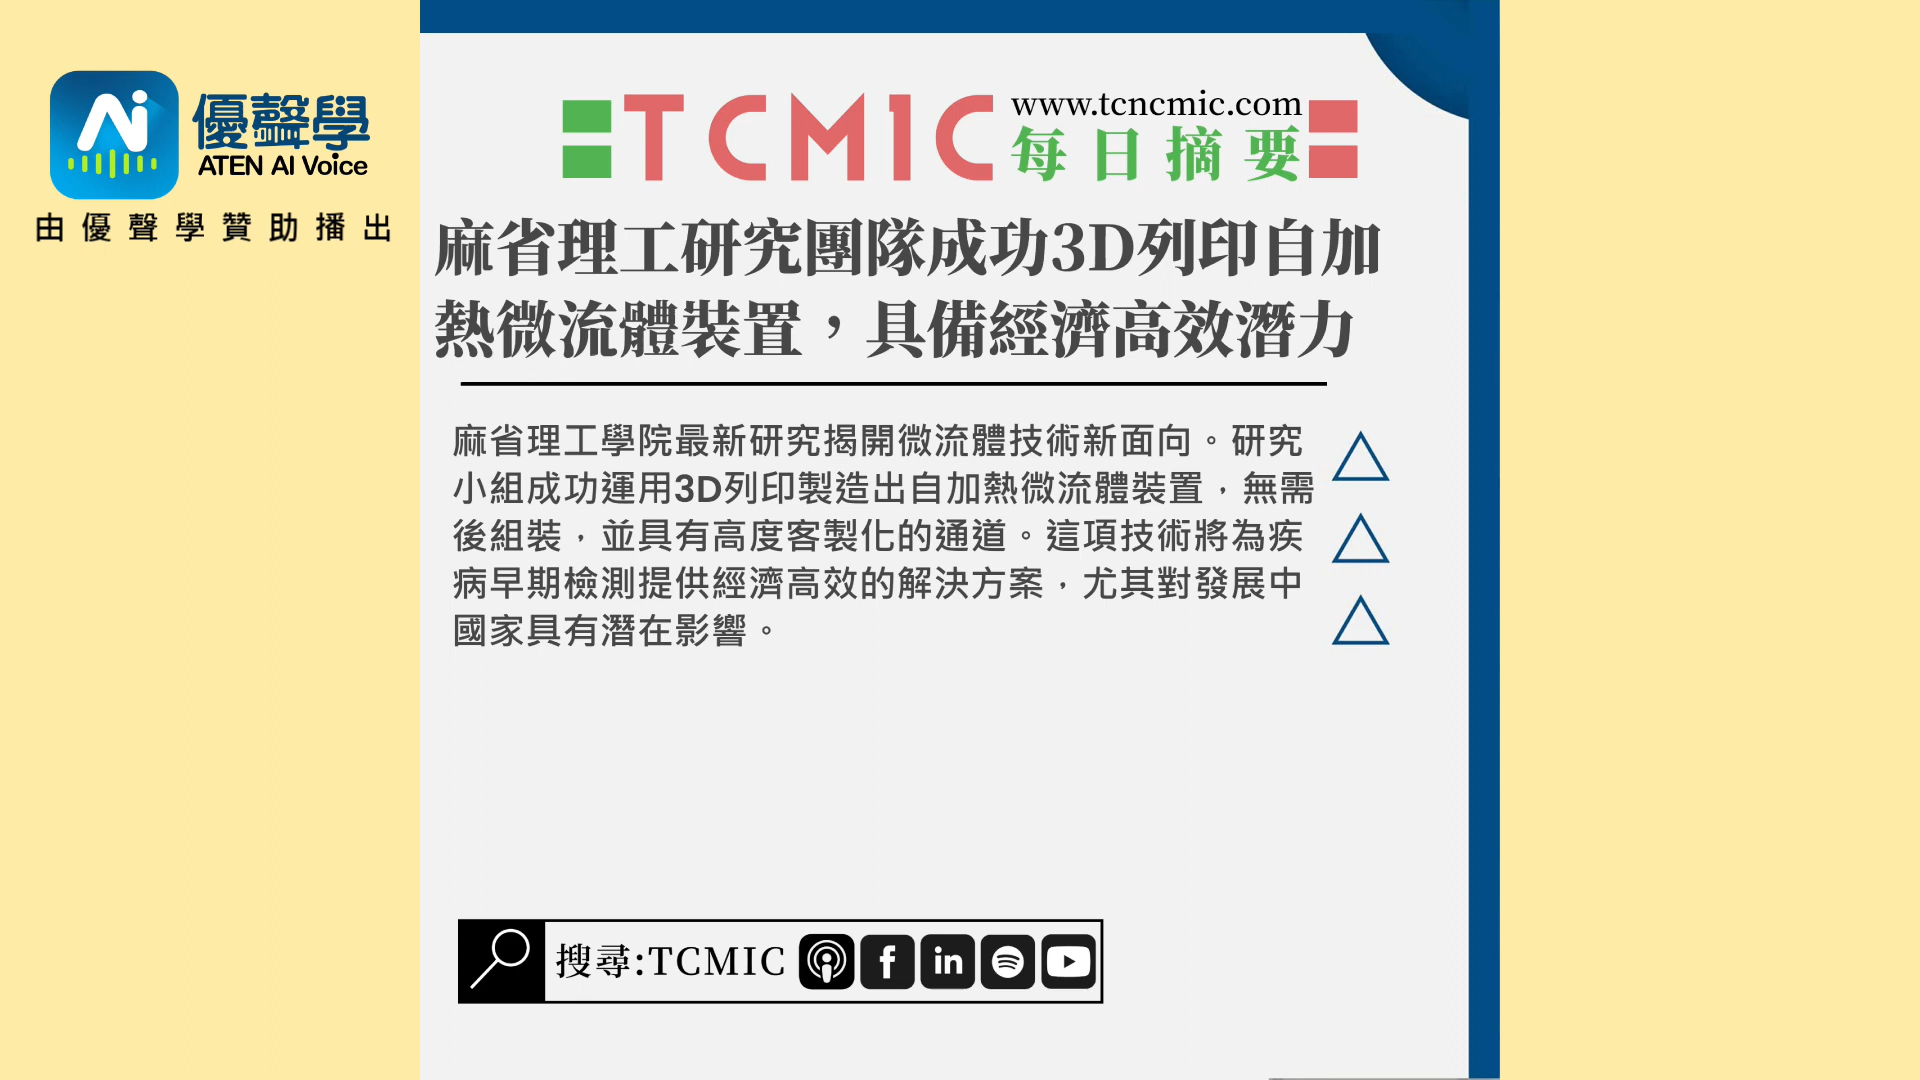 Ai
優聲學
ATEN AI Voice
由優聲學贊助播出
TCMIC
www.tcncmic.com
每日摘要
麻省理工研究團隊成功3D列印自加
熱微流體裝置，具備經濟高效潛力
麻省理工學院最新研究揭開微流體技術新面向。研究
小組成功運用3D列印製造出自加熱微流體裝置，無需
後組裝，並具有高度客製化的通道。這項技術將為疾
病早期檢測提供經濟高效的解決方案，尤其對發展中
國家具有潛在影響。
搜尋:TCMIC